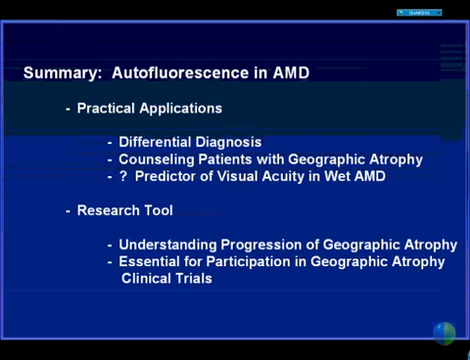 SHARING
Summary: Autofluorescence in AMD
- Practical Applications
- Differential Diagnosis
- Counseling Patients with Geographic Atrophy
- ? Predictor of Visual Acuity in Wet AMD
- Research Tool
- Understanding Progression of Geographic Atrophy
- Essential for Participation in Geographic Atrophy
Clinical Trials